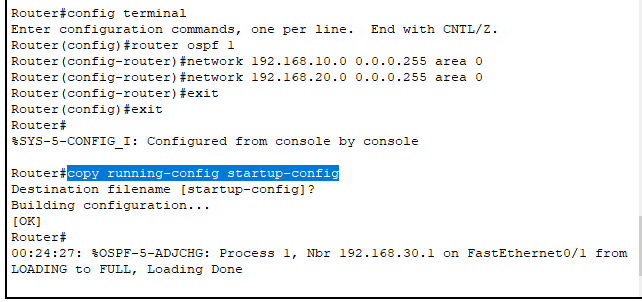 Router#config terminal
Enter configuration commands, one per line.  End with CNTL/Z.
Router(config)#router ospf 1
Router(config-router)#network 192.168.10.0 0.0.0.255 area 0
Router(config-router)#network 192.168.20.0 0.0.0.255 area 0
Router(config-router)#exit
Router(config)#exit
Router#
%SYS-5-CONFIG_I: Configured from console by console
Router#copy running-config startup-config
Destination filename [startup-config]?
Building configuration...
[OK]
Router#
00:24:27: %OSPF-5-ADJCHG: Process 1, Nbr 192.168.30.1 on FastEthernet0/1 from
LOADING to FULL, Loading Done